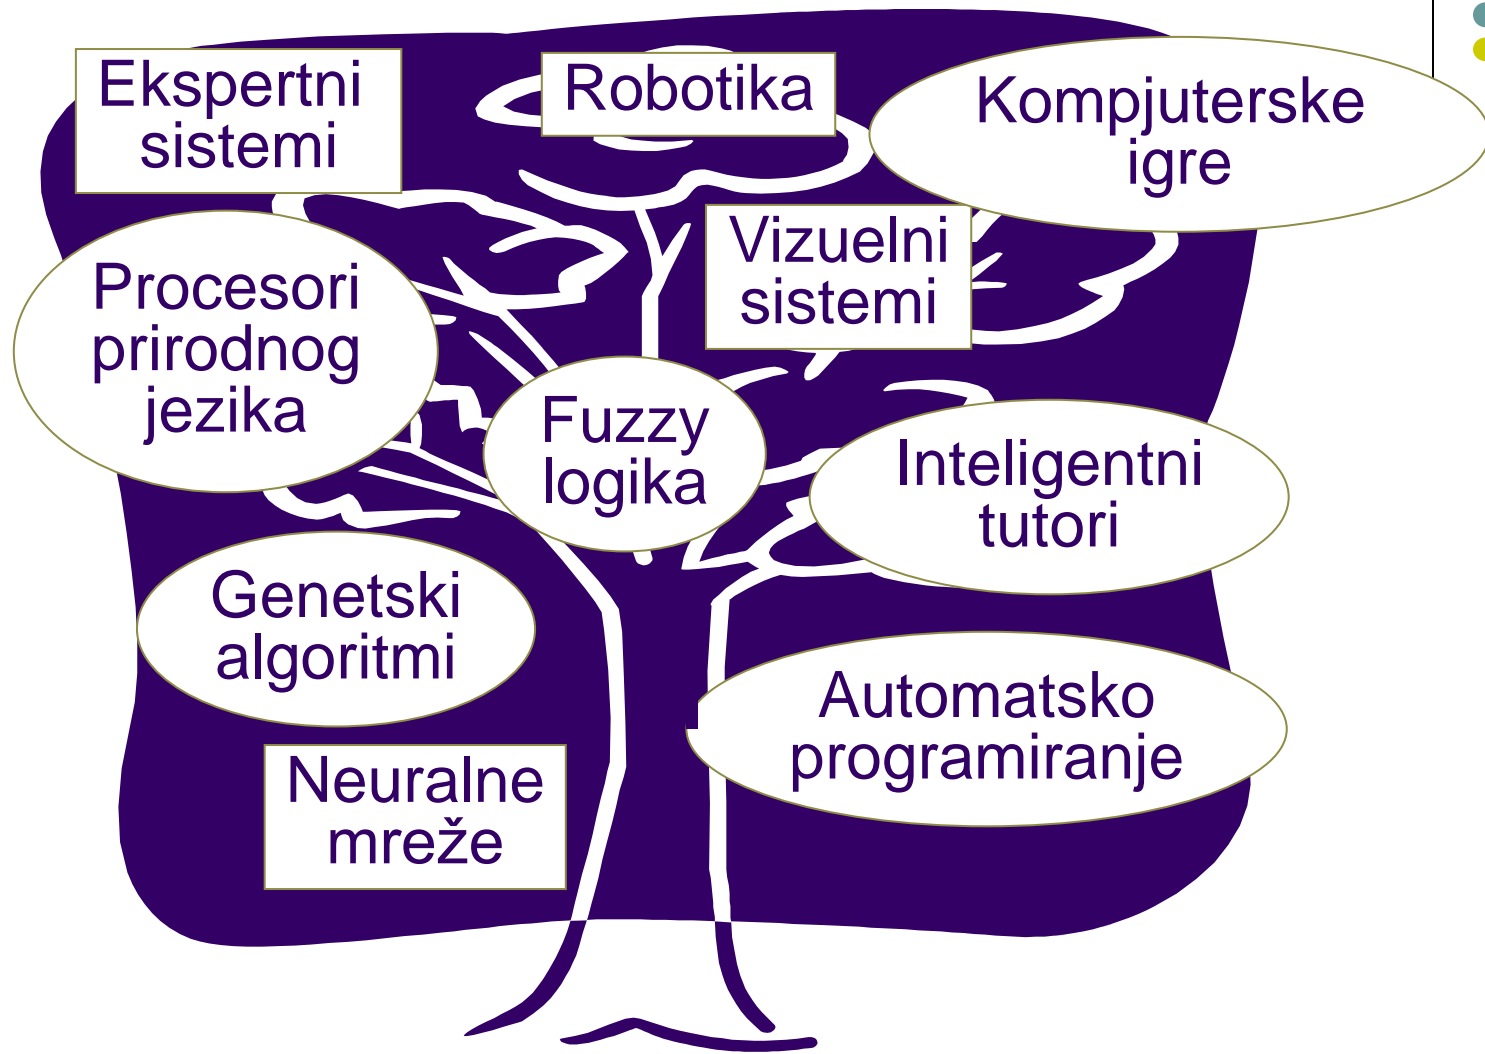 Ekspertni
sistemi
Robotika
Kompjuterske
igre
Vizuelni
sistemi
Procesori
prirodnog
jezika
Fuzzy
logika
Inteligentni
tutori
Genetski
algoritmi
Automatsko
programiranje
Neuralne
mreže